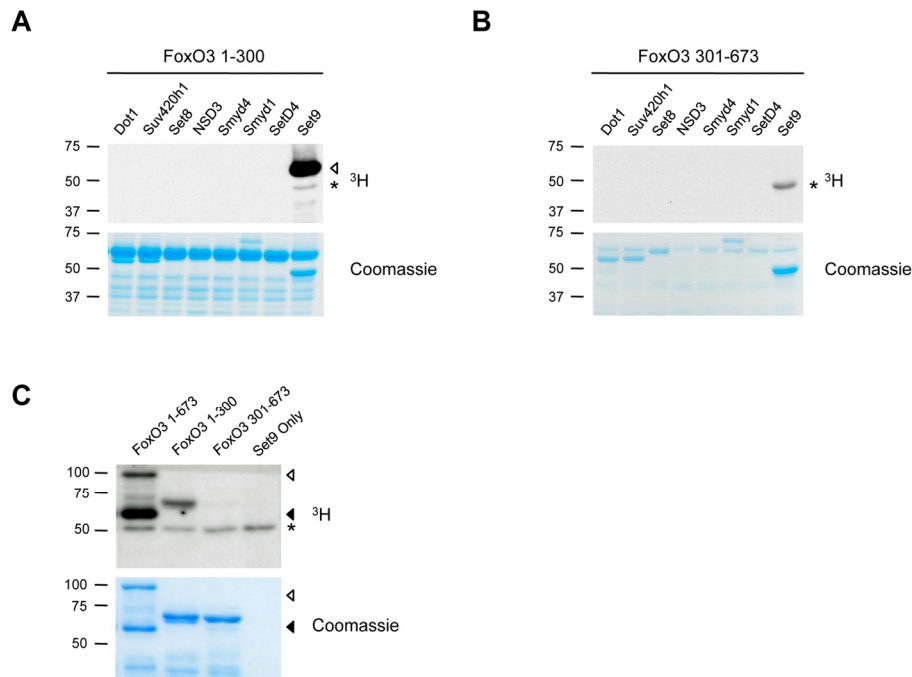 A
FoxO3 1-300
Dot1 Suv420h1 Set8 NSD3 Smyd4 Smyd1 SetD4 Set9
75
50
37
* ³H
75
50
37
Coomassie
B
FoxO3 301-673
Dot1 Suv420h1 Set8 NSD3 Smyd4 Smyd1 SetD4 Set9
75
50
37
* ³H
75
50
37
Coomassie
C
FoxO3 1-673 FoxO3 1-300 FoxO3 301-673 Set9 Only
100
75
50
³H
*
100
75
50
Coomassie